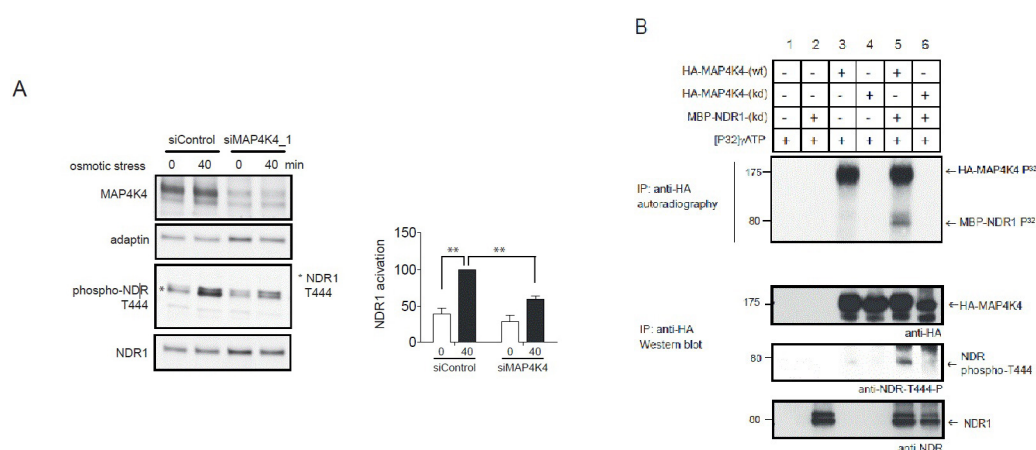 A
siControl siMAP4K4_1
osmotic stress 0 40 0 40 min
MAP4K4
adaptin
phospho-NDR
T444
*
* NDR1
T444
NDR1
NDR1 acivation
150
100
50
0
** **
0 40 0 40
siControl siMAP4K4
B
1 2 3 4 5 6
HA-MAP4K4-(wt) - - + - + -
HA-MAP4K4-(kd) - - - + - +
MBP-NDR1-(kd) - + - - + +
[P32]γATP + + + + + +
IP: anti-HA
autoradiography
175
80
← HA-MAP4K4 P32
← MBP-NDR1 P32
IP: anti-HA
Western blot
175
← HA-MAP4K4
anti-HA
80
NDR
← phospho-T444
anti-NDR-T444-P
80
← NDR1
anti NDR